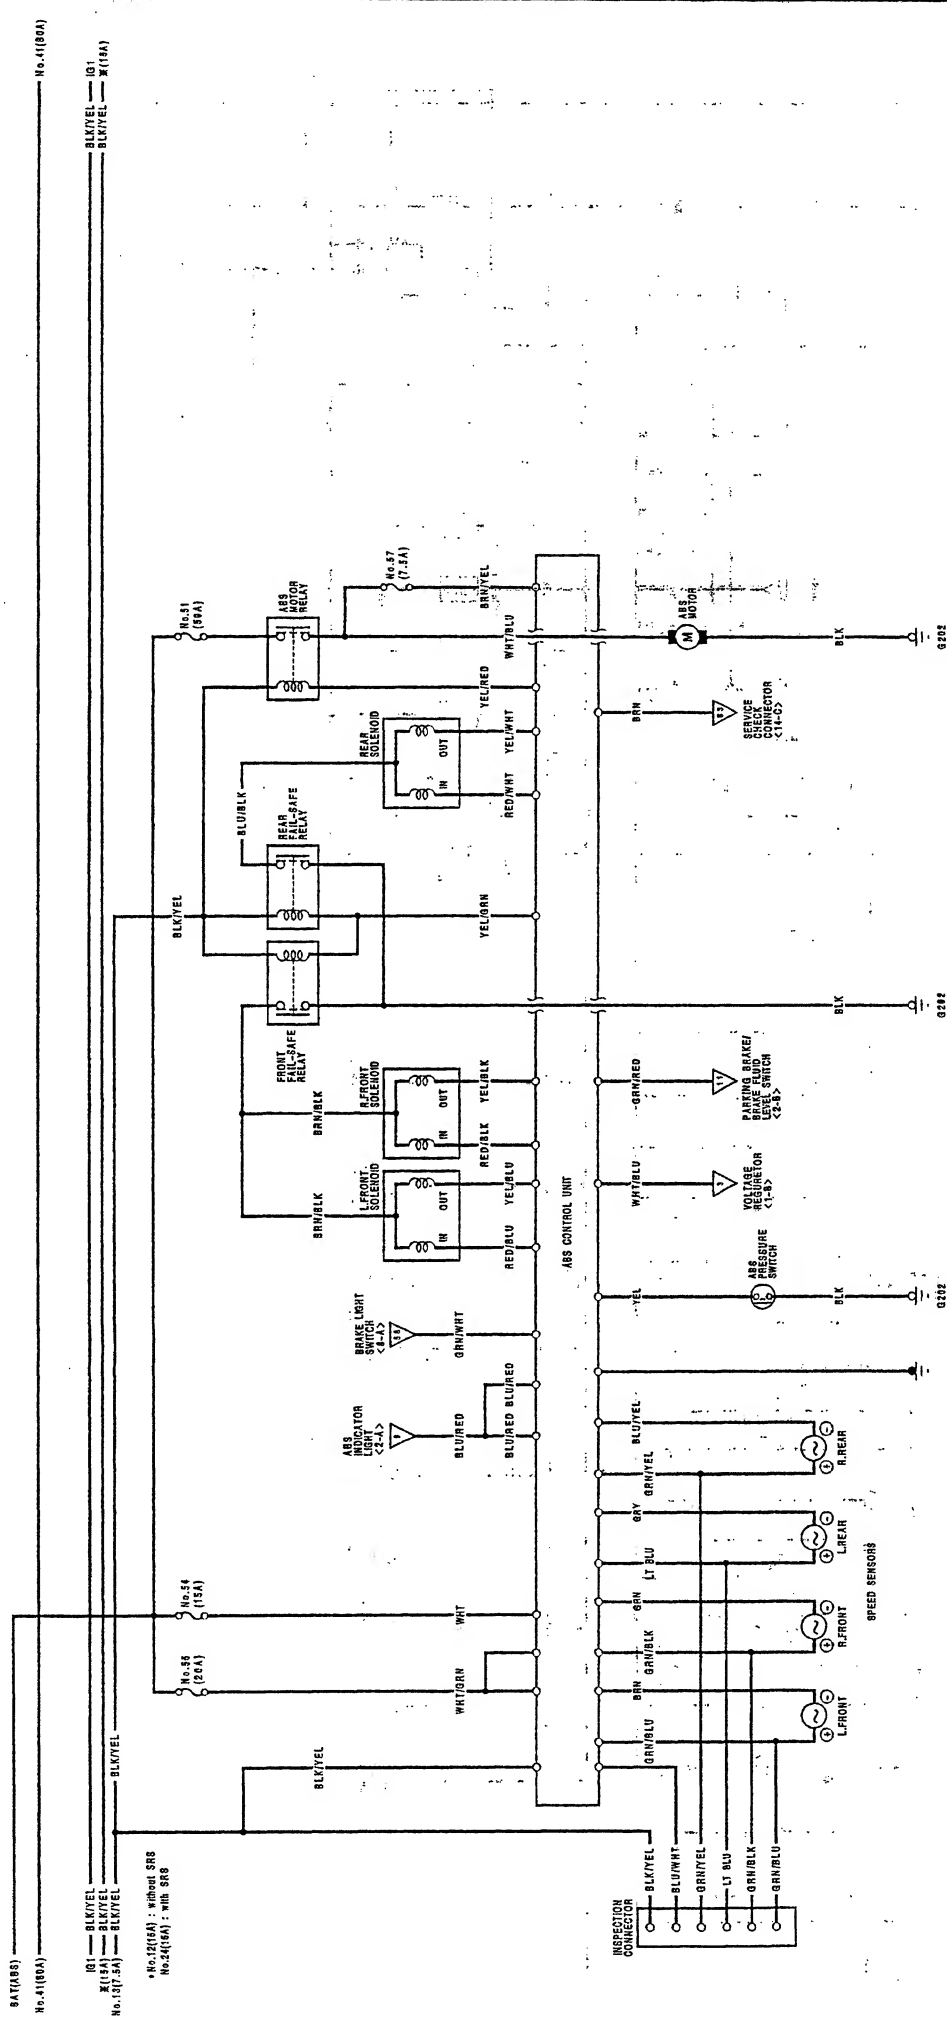 BAT(ABS)
No.41(80A)
No.41(80A)
IG1
BLK/YEL
BLK/YEL
IG1
※(15A)
BLK/YEL
BLK/YEL
※(15A)
No.13(7.5A)
BLK/YEL
BLK/YEL
No.12(15A) : without SRS
No.24(15A) : with SRS
BLK/YEL
BLK/YEL
No.56
(20A)
No.54
(15A)
No.51
(50A)
No.57
(7.5A)
ABS
MOTOR
RELAY
REAR
FAIL-SAFE
RELAY
FRONT
FAIL-SAFE
RELAY
BLU/BLK
REAR
SOLENOID
IN
OUT
R.FRONT
SOLENOID
IN
OUT
L.FRONT
SOLENOID
IN
OUT
BRN/BLK
BRN/BLK
BRAKE LIGHT
SWITCH
<6-A>
ABS
INDICATOR
LIGHT
<2-A>
WHT/GRN
WHT
BLU/RED
BLU/RED
BLU/RED
GRN/WHT
RED/BLU
YEL/BLU
RED/BLK
YEL/BLK
YEL/GRN
RED/WHT
YEL/WHT
YEL/RED
WHT/BLU
BRN/YEL
ABS CONTROL UNIT
GRN/BLU
BRN
GRN/BLK
GRN
LT BLU
GRY
GRN/YEL
BLU/YEL
YEL
WHT/BLU
GRN/RED
BRN
ABS
PRESSURE
SWITCH
3
VOLTAGE
REGURETOR
<1-B>
11
PARKING BRAKE/
BRAKE FLUID
LEVEL SWITCH
<2-B>
SERVICE
CHECK
CONNECTOR
<14-C>
M
ABS
MOTOR
BLK
BLK
BLK
G202
G202
G202
INSPECTION
CONNECTOR
BLK/YEL
BLU/WHT
GRN/YEL
LT BLU
GRN/BLK
GRN/BLU
L.FRONT
R.FRONT
L.REAR
R.REAR
SPEED SENSORS